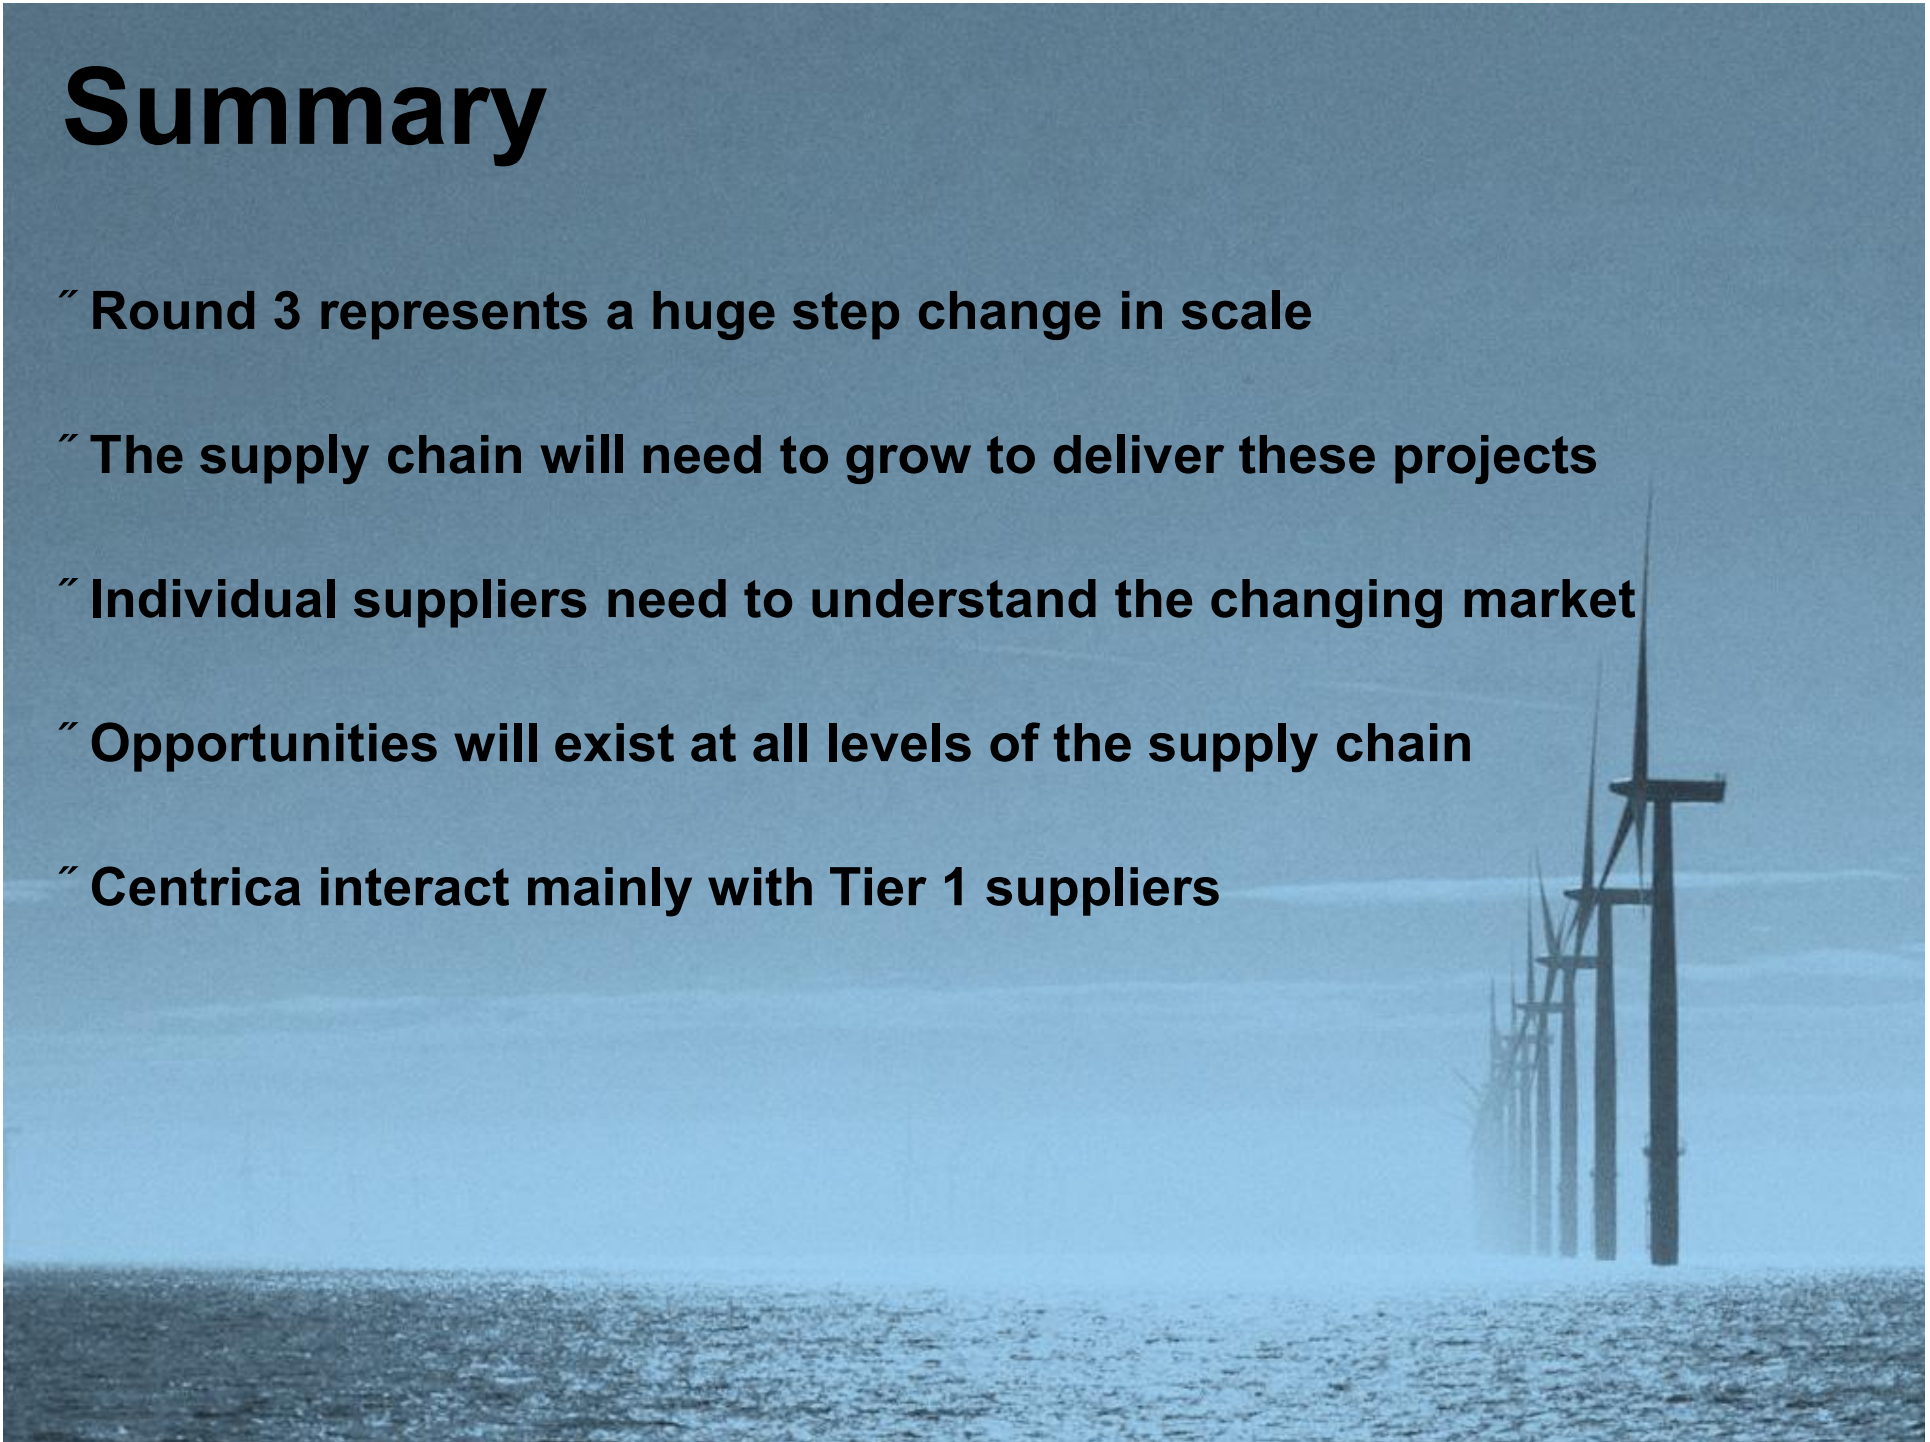 Summary
˝ Round 3 represents a huge step change in scale
˝ The supply chain will need to grow to deliver these projects
˝ Individual suppliers need to understand the changing market
˝ Opportunities will exist at all levels of the supply chain
˝ Centrica interact mainly with Tier 1 suppliers